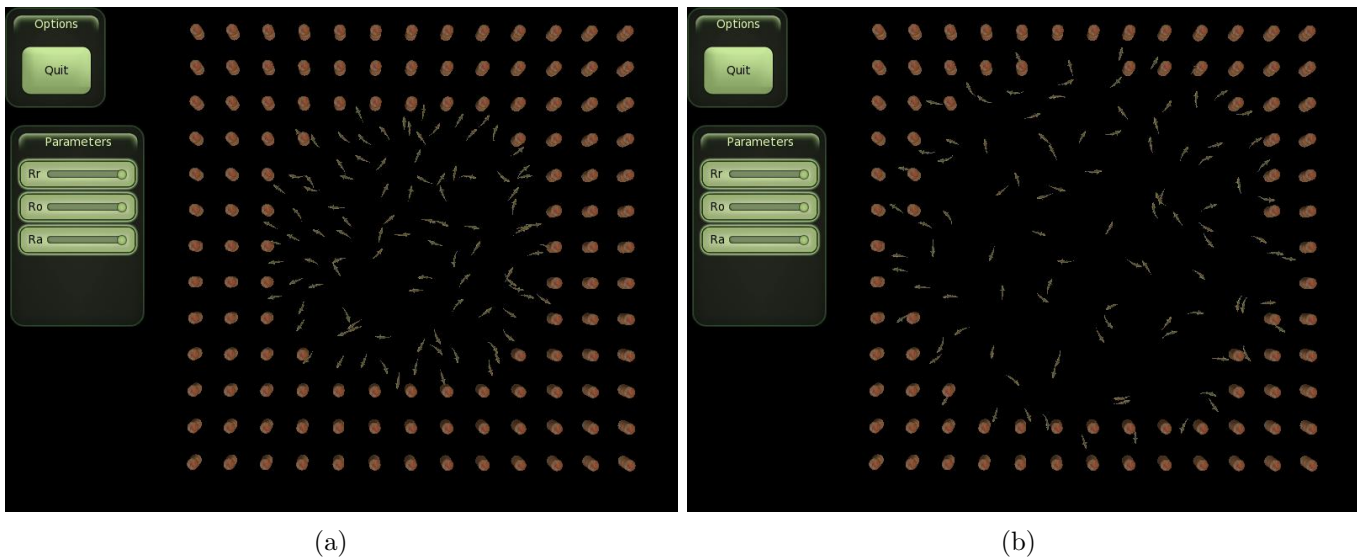 Options
Quit
Parameters
Rr
Ro
Ra
Options
Quit
Parameters
Rr
Ro
Ra
(a)
(b)